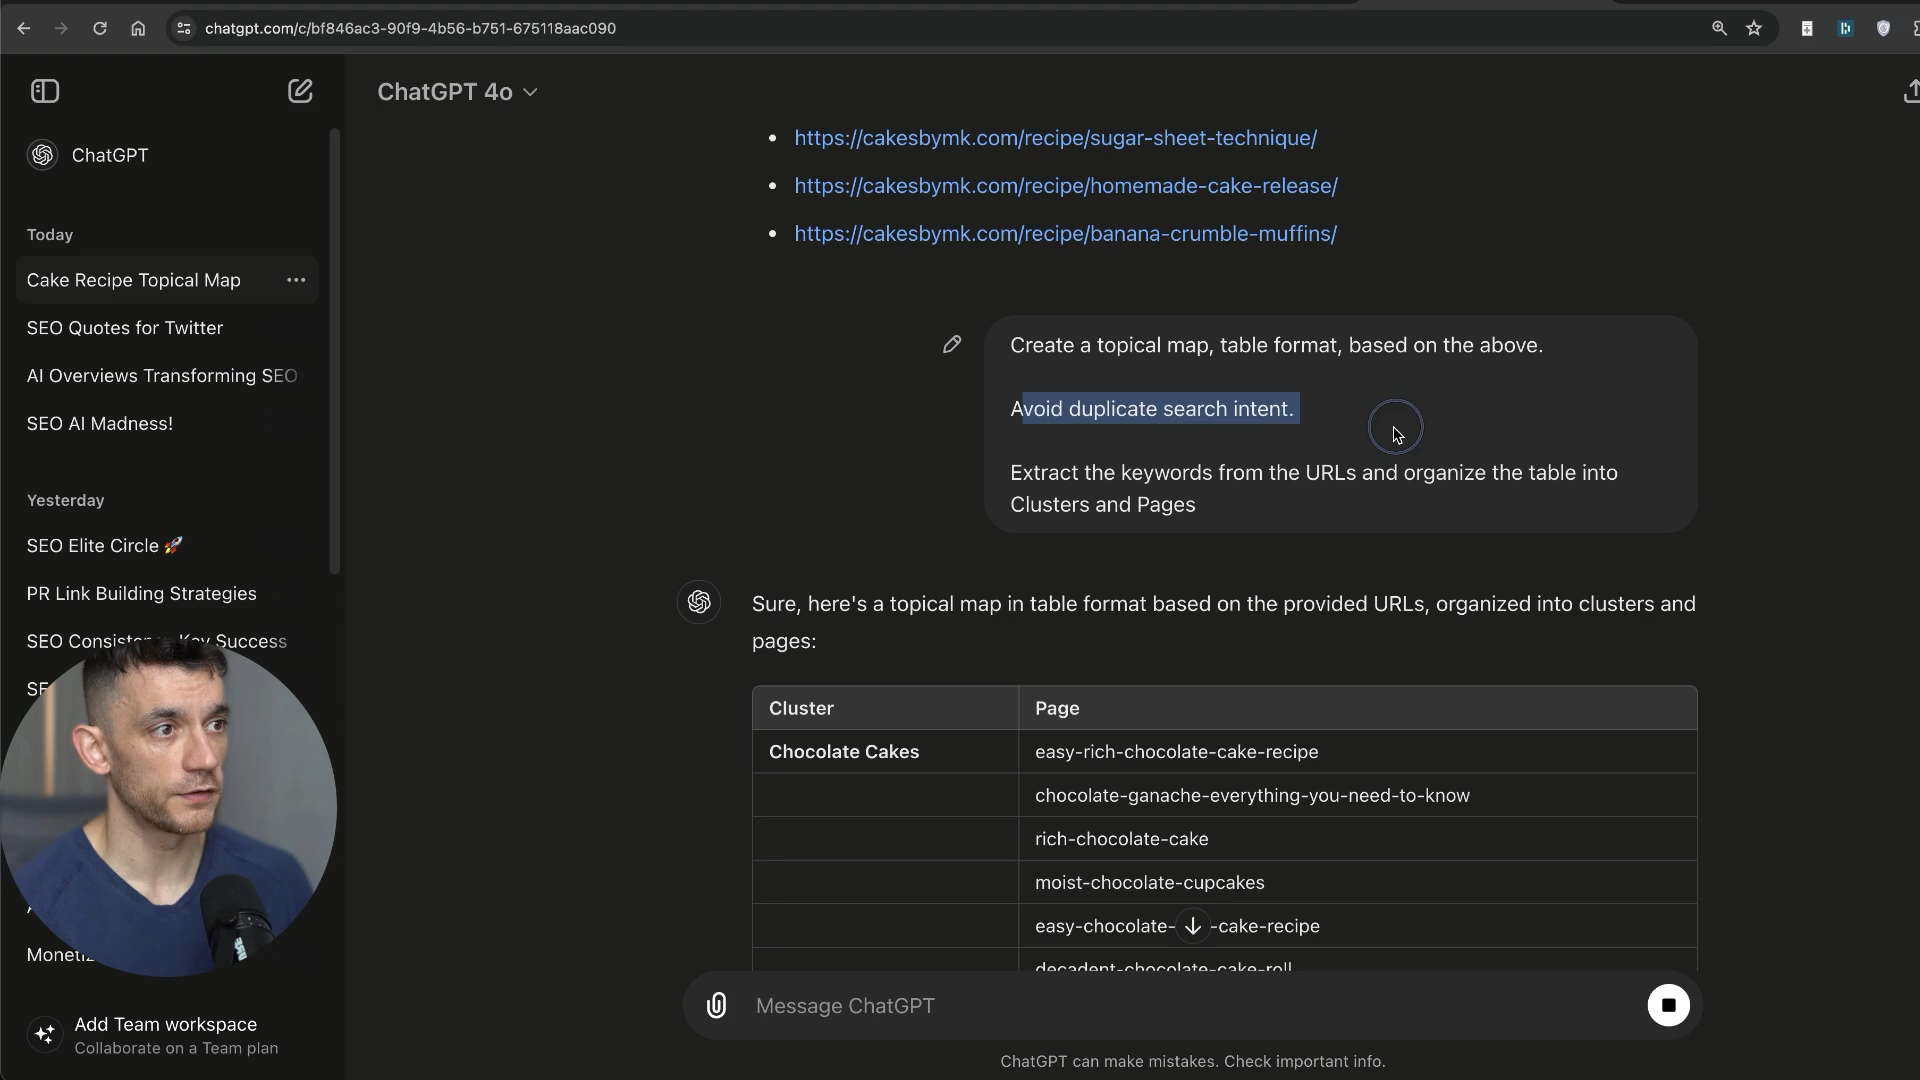 chatgpt.com/c/bf846ac3-90f9-4b56-b751-675118aac090
ChatGPT 4o
ChatGPT
Today
Cake Recipe Topical Map
SEO Quotes for Twitter
AI Overviews Transforming SEO
SEO AI Madness!
Yesterday
SEO Elite Circle 🚀
PR Link Building Strategies
SEO Key Success
Add Team workspace
Collaborate on a Team plan
https://cakesbymk.com/recipe/sugar-sheet-technique/
https://cakesbymk.com/recipe/homemade-cake-release/
https://cakesbymk.com/recipe/banana-crumble-muffins/
Create a topical map, table format, based on the above.
Avoid duplicate search intent.
Extract the keywords from the URLs and organize the table into
Clusters and Pages
Sure, here's a topical map in table format based on the provided URLs, organized into clusters and
pages:
Cluster Page
Chocolate Cakes easy-rich-chocolate-cake-recipe
chocolate-ganache-everything-you-need-to-know
rich-chocolate-cake
moist-chocolate-cupcakes
easy-chocolate- -cake-recipe
decadent-chocolate-cake-roll
Message ChatGPT
ChatGPT can make mistakes. Check important info.